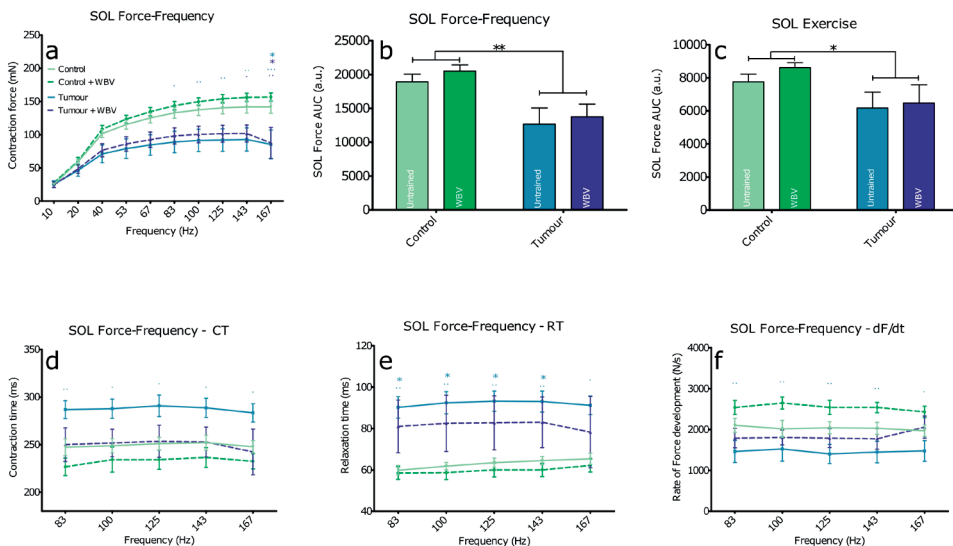 SOL Force-Frequency
a
Contraction force (mN)
250
200
150
100
50
0
Control
Control + WBV
Tumour
Tumour + WBV
*
*
10
20
40
53
67
83
100
125
143
167
Frequency (Hz)
SOL Force-Frequency
b
SOL Force AUC (a.u.)
25000
20000
15000
10000
5000
0
**
Untrained
WBV
Untrained
WBV
Control
Tumour
SOL Exercise
c
SOL Force AUC (a.u.)
10000
8000
6000
4000
2000
0
*
Untrained
WBV
Untrained
WBV
Control
Tumour
SOL Force-Frequency - CT
d
Contraction time (ms)
350
300
250
200
83
100
125
143
167
Frequency (Hz)
SOL Force-Frequency - RT
e
Relaxation time (ms)
120
100
80
60
40
*
*
*
*
83
100
125
143
167
Frequency (Hz)
SOL Force-Frequency - dF/dt
f
Rate of Force development (N/s)
4000
3000
2000
1000
0
83
100
125
143
167
Frequency (Hz)